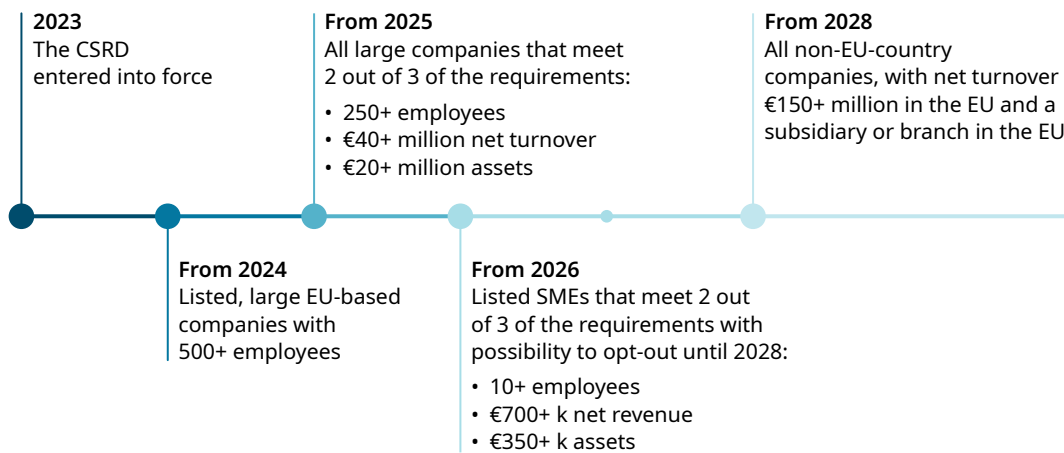 2023
The CSRD
entered into force
From 2025
All large companies that meet
2 out of 3 of the requirements:
• 250+ employees
• €40+ million net turnover
• €20+ million assets
From 2028
All non-EU-country
companies, with net turnover
€150+ million in the EU and a
subsidiary or branch in the EU
From 2024
Listed, large EU-based
companies with
500+ employees
From 2026
Listed SMEs that meet 2 out
of 3 of the requirements with
possibility to opt-out until 2028:
• 10+ employees
• €700+ k net revenue
• €350+ k assets